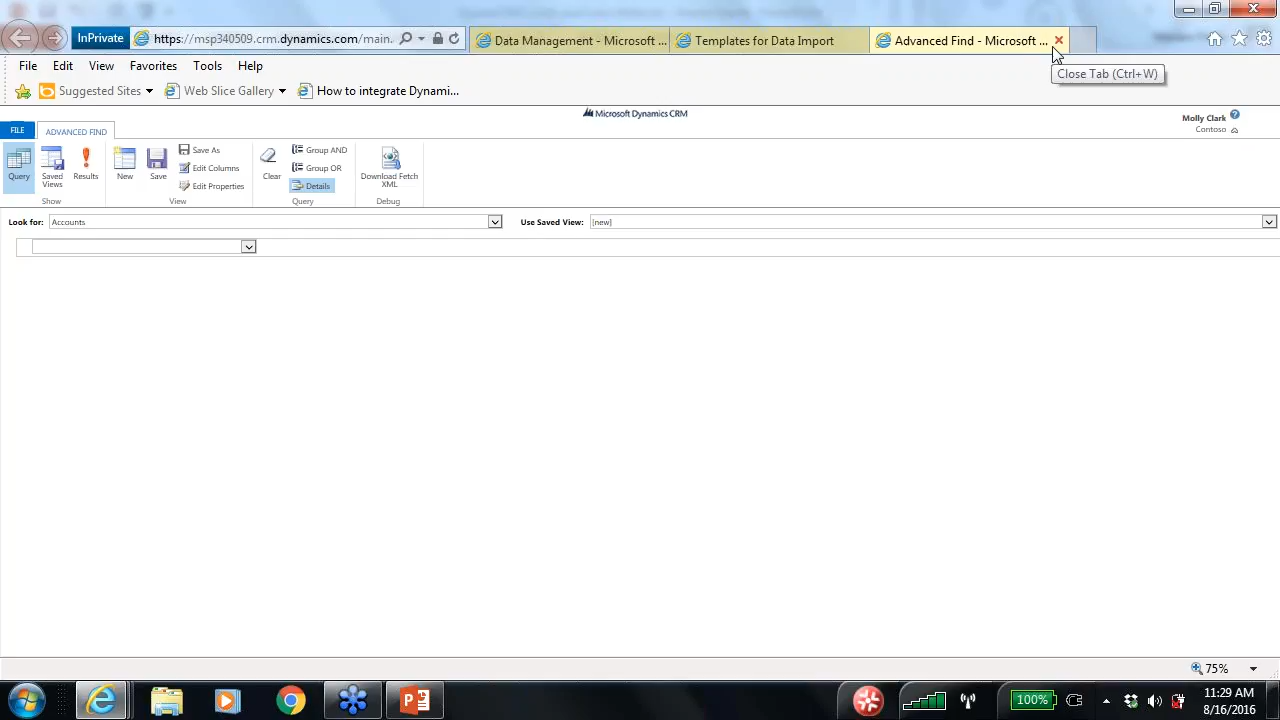 InPrivate https://msp340509.crm.dynamics.com/main. Data Management - Microsoft ... Templates for Data Import Advanced Find - Microsoft ...
File Edit View Favorites Tools Help
Close Tab (Ctrl+W)
Suggested Sites Web Slice Gallery How to integrate Dynami...
Microsoft Dynamics CRM
Molly Clark
Contoso
FILE ADVANCED FIND
Query Saved Views Results New Save Save As Edit Columns Edit Properties Clear Group AND Group OR Details Download Fetch XML
Show View Query Debug
Look for: Accounts Use Saved View: [new]
75%
100% 11:29 AM
8/16/2016